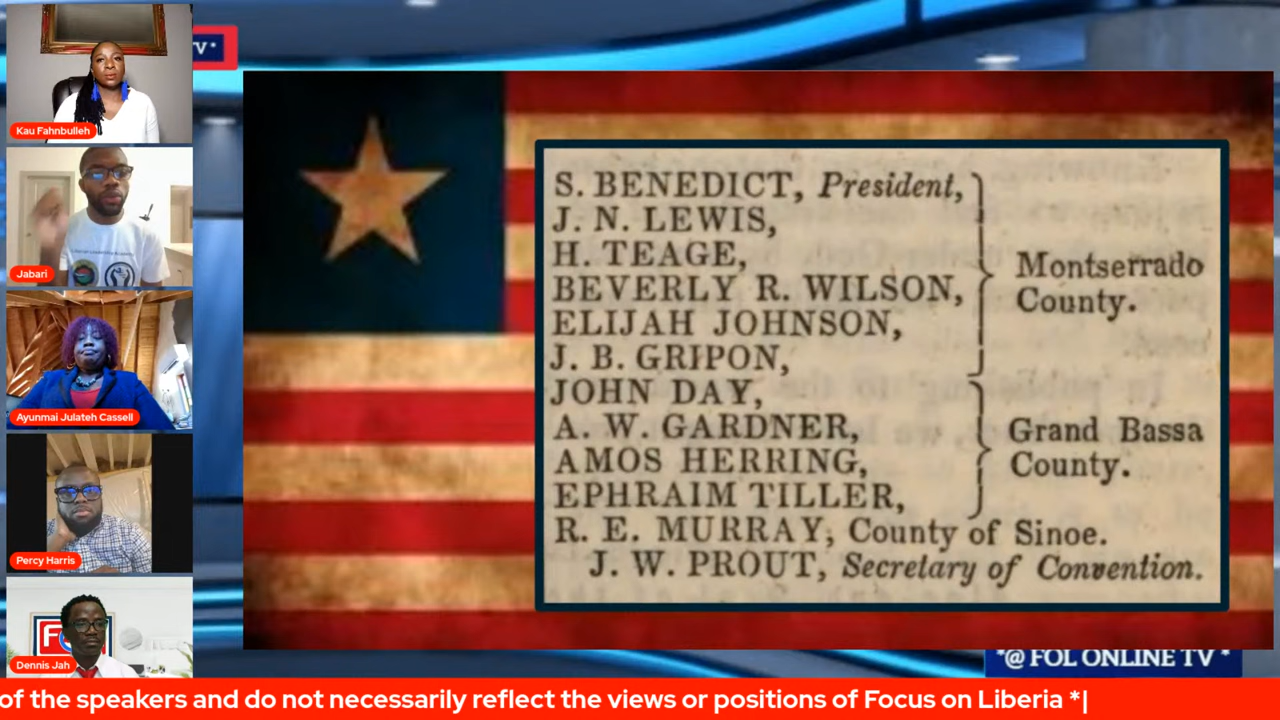 TV*
Kau Fahnbulleh
Jabari
Ayunmai Julateh Cassell
Percy Harris
Dennis Jah
S. BENEDICT, President,
J. N. LEWIS,
H. TEAGE,
BEVERLY R. WILSON,
ELIJAH JOHNSON,
J. B. GRIPON,
Montserrado
County.
JOHN DAY,
A. W. GARDNER,
AMOS HERRING,
EPHRAIM TILLER,
Grand Bassa
County.
R. E. MURRAY, County of Sinoe.
J. W. PROUT, Secretary of Convention.
*@ FOL ONLINE TV *
of the speakers and do not necessarily reflect the views or positions of Focus on Liberia *|